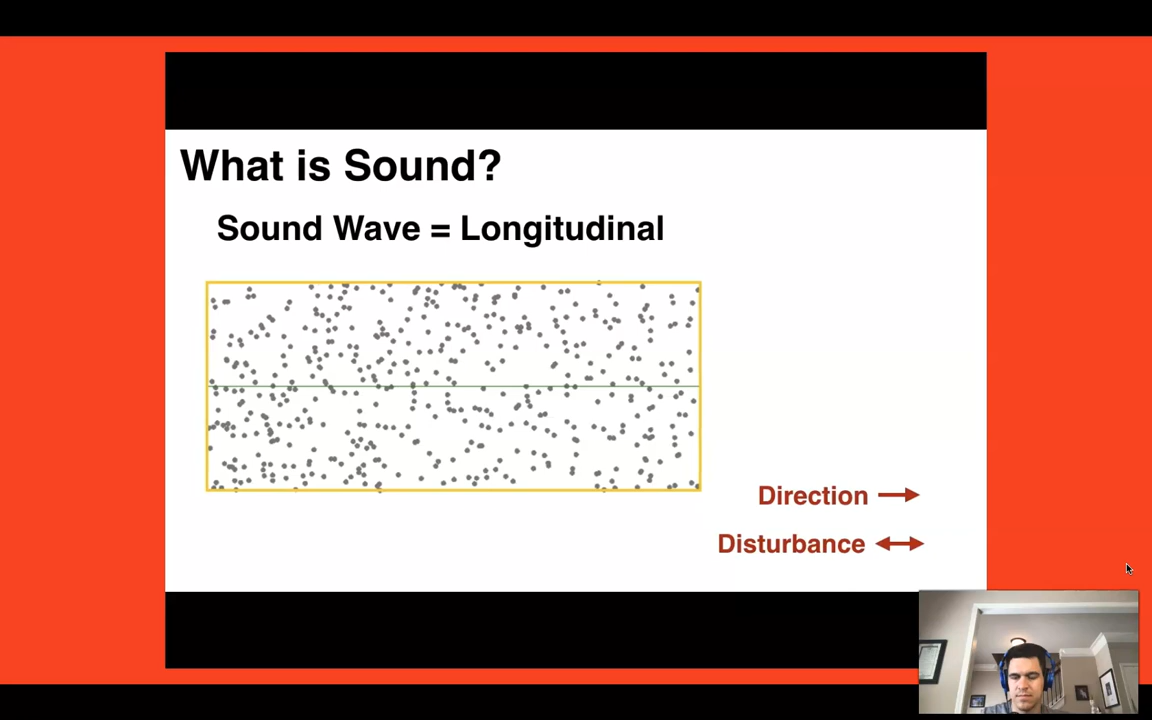 What is Sound?
Sound Wave = Longitudinal
Direction
Disturbance